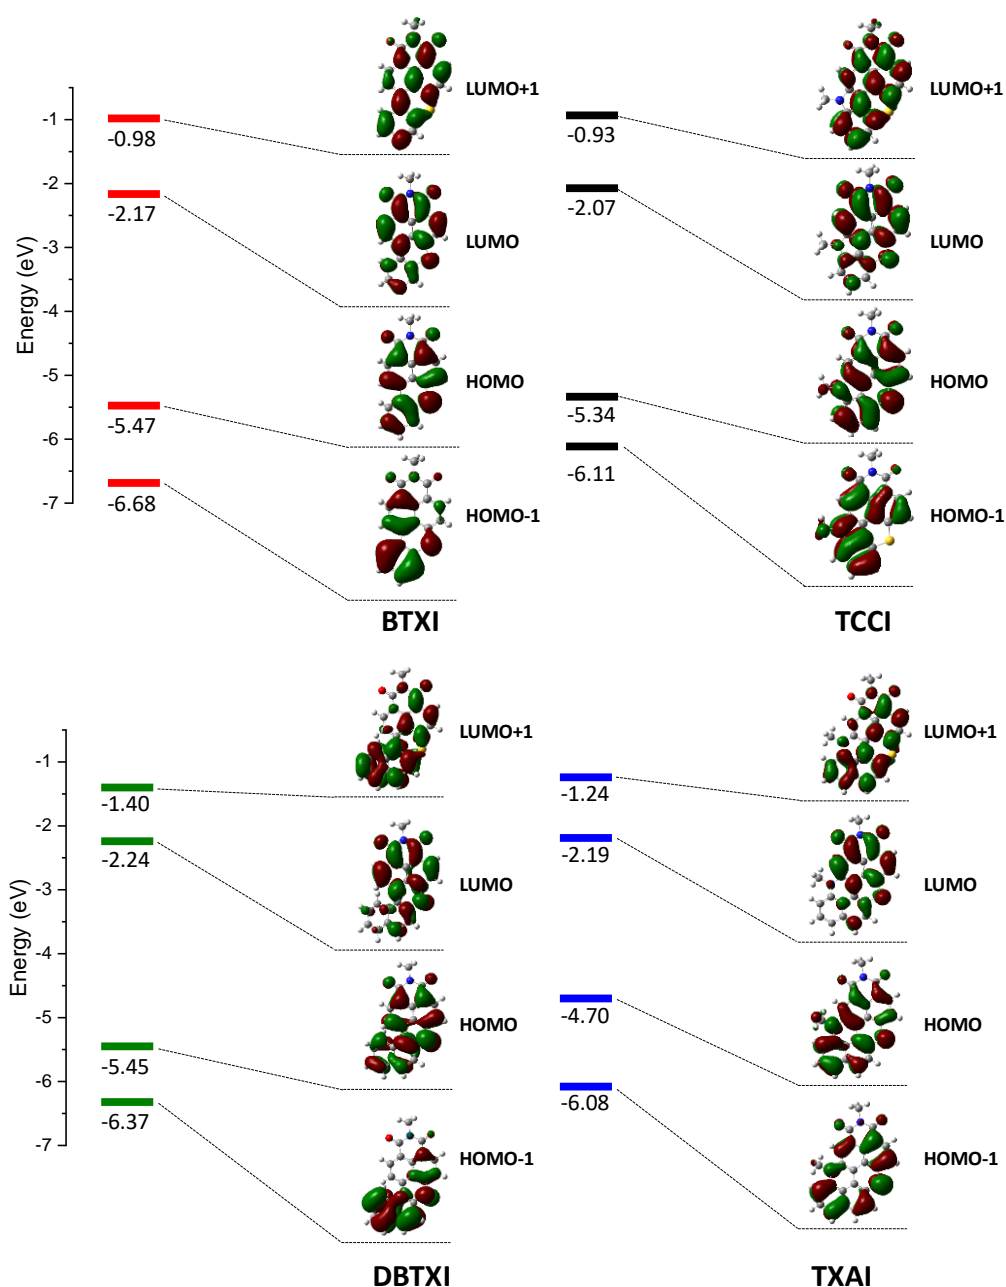 LUMO+1
LUMO+1
-1
-0.98
-0.93
-2
-2.17
-2.07
LUMO
LUMO
-3
Energy (eV)
-4
HOMO
HOMO
-5
-5.47
-5.34
-6
-6.11
-6.68
-7
HOMO-1
HOMO-1
BTXI
TCCI
LUMO+1
LUMO+1
-1
-1.40
-1.24
-2
-2.24
-2.19
LUMO
LUMO
-3
Energy (eV)
-4
HOMO
HOMO
-4.70
-5
-5.45
-6
-6.37
-6.08
-7
HOMO-1
HOMO-1
DBTXI
TXAI